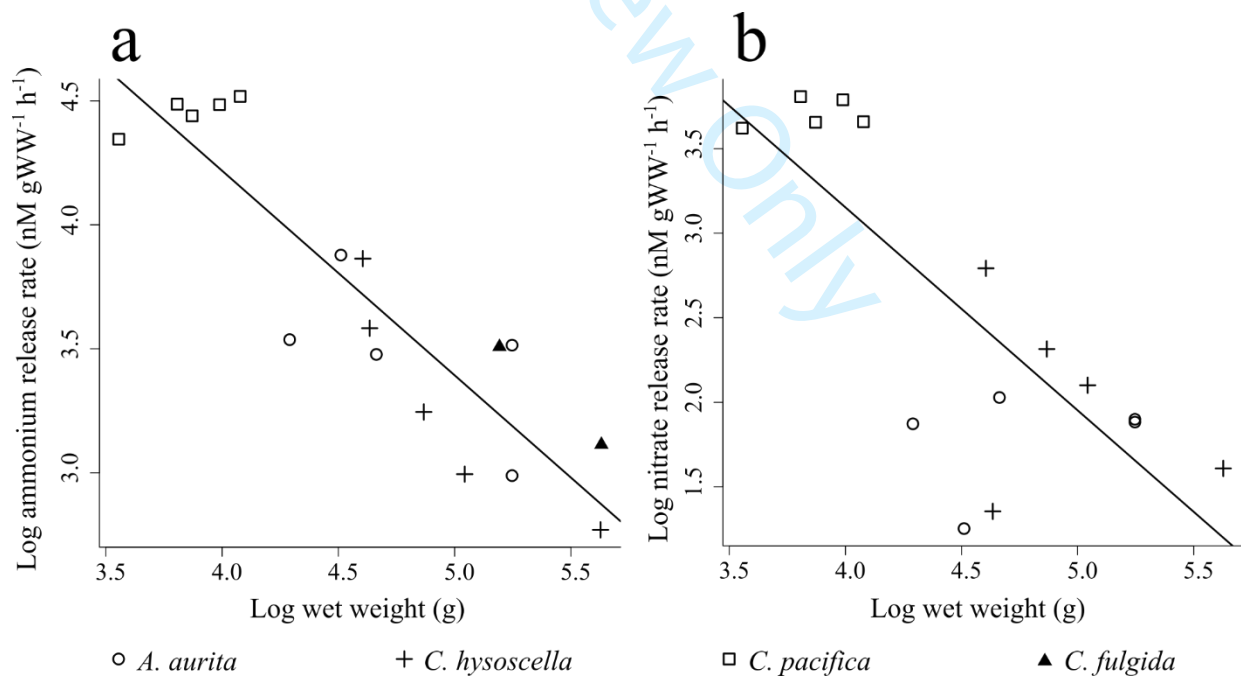 a
b
Log ammonium release rate (nM gWW⁻¹ h⁻¹)
4.5
4.0
3.5
3.0
3.5 4.0 4.5 5.0 5.5
Log wet weight (g)
Log nitrate release rate (nM gWW⁻¹ h⁻¹)
3.5
3.0
2.5
2.0
1.5
3.5 4.0 4.5 5.0 5.5
Log wet weight (g)
ew Only
A. aurita C. hysoscella C. pacifica C. fulgida